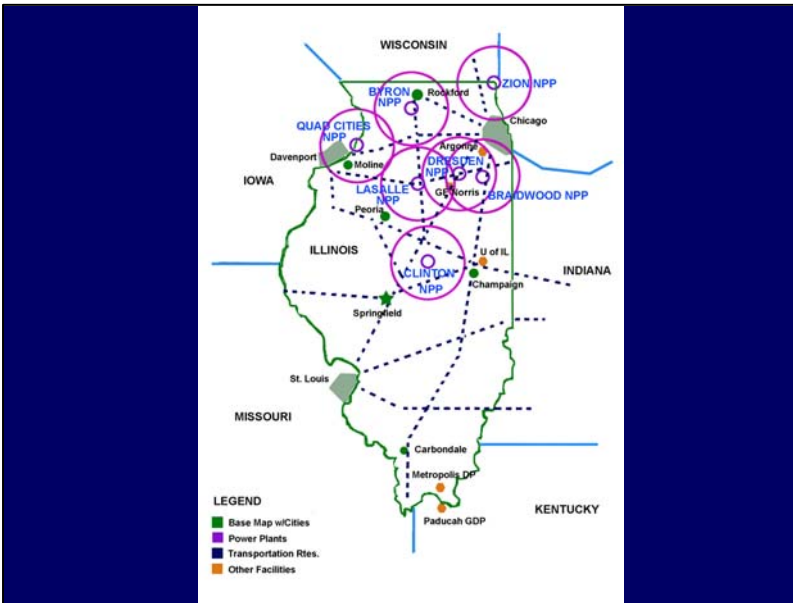 WISCONSIN
ZION NPP
BYRON
NPP
Rockford
QUAD CITIES
NPP
Chicago
Davenport
Moline
Argonne
DRESDEN
NPP
IOWA
LASALLE
NPP
GE Norris
BRAIDWOOD NPP
Peoria
ILLINOIS
U of IL
INDIANA
CLINTON
NPP
Champaign
Springfield
St. Louis
MISSOURI
Carbondale
Metropolis DP
KENTUCKY
Paducah GDP
LEGEND
Base Map w/Cities
Power Plants
Transportation Rtes.
Other Facilities